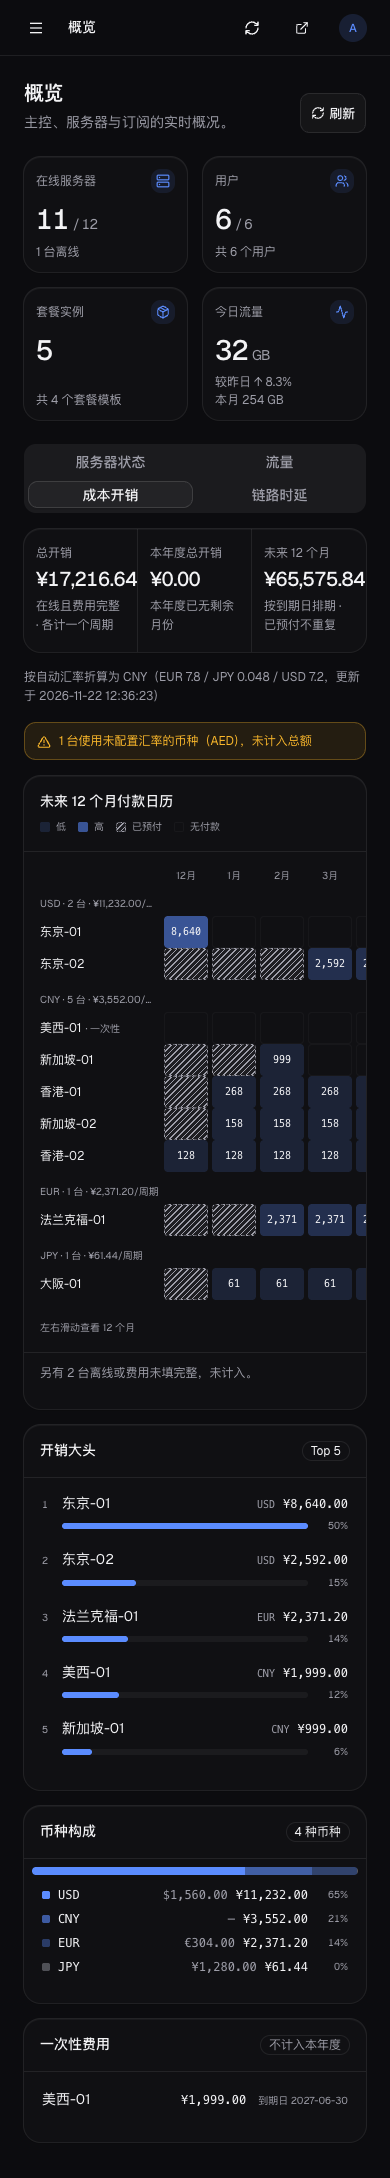 概览
A
概览
主控、服务器与订阅的实时概况。
刷新
在线服务器
11 / 12
1 台离线
用户
6 / 6
共 6 个用户
套餐实例
5
共 4 个套餐模板
今日流量
32 GB
较昨日 ↑ 8.3%
本月 254 GB
服务器状态
流量
成本开销
链路时延
总开销
¥17,216.64
在线且费用完整
· 各计一个周期
本年度总开销
¥0.00
本年度已无剩余
月份
未来 12 个月
¥65,575.84
按到期日排期 ·
已预付不重复
按自动汇率折算为 CNY（EUR 7.8 / JPY 0.048 / USD 7.2，更新
于 2026-11-22 12:36:23）
1 台使用未配置汇率的币种（AED），未计入总额
未来 12 个月付款日历
低 高 已预付 无付款
12月 1月 2月 3月
USD · 2 台 · ¥11,232.00/...
东京-01 8,640
东京-02 2,592 2
CNY · 5 台 · ¥3,552.00/...
美西-01 · 一次性
新加坡-01 999
香港-01 268 268 268
新加坡-02 158 158 158
香港-02 128 128 128 128
EUR · 1 台 · ¥2,371.20/周期
法兰克福-01 2,371 2,371 2
JPY · 1 台 · ¥61.44/周期
大阪-01 61 61 61
左右滑动查看 12 个月
另有 2 台离线或费用未填完整，未计入。
开销大头 Top 5
1 东京-01 USD ¥8,640.00
50%
2 东京-02 USD ¥2,592.00
15%
3 法兰克福-01 EUR ¥2,371.20
14%
4 美西-01 CNY ¥1,999.00
12%
5 新加坡-01 CNY ¥999.00
6%
币种构成 4 种币种
USD $1,560.00 ¥11,232.00 65%
CNY — ¥3,552.00 21%
EUR €304.00 ¥2,371.20 14%
JPY ¥1,280.00 ¥61.44 0%
一次性费用 不计入本年度
美西-01 ¥1,999.00 到期日 2027-06-30